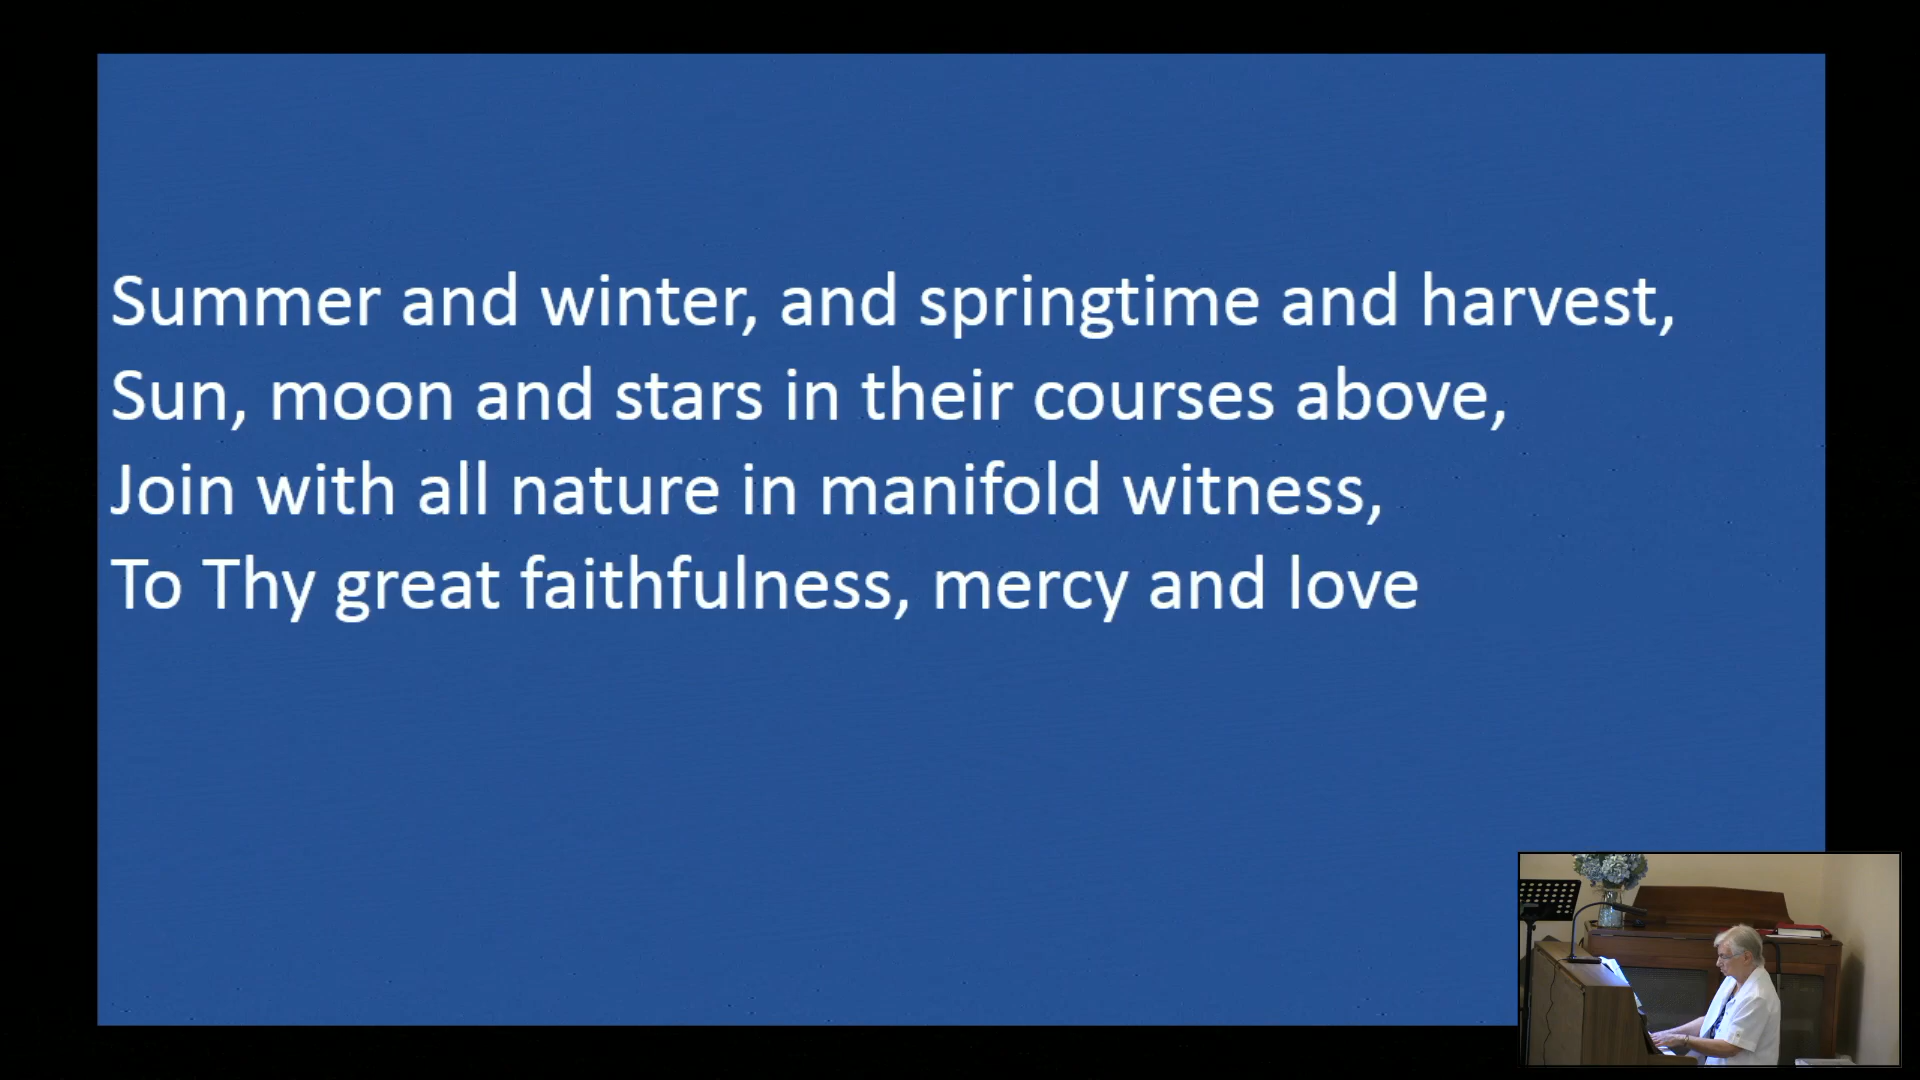 Summer and winter, and springtime and harvest,
Sun, moon and stars in their courses above,
Join with all nature in manifold witness,
To Thy great faithfulness, mercy and love